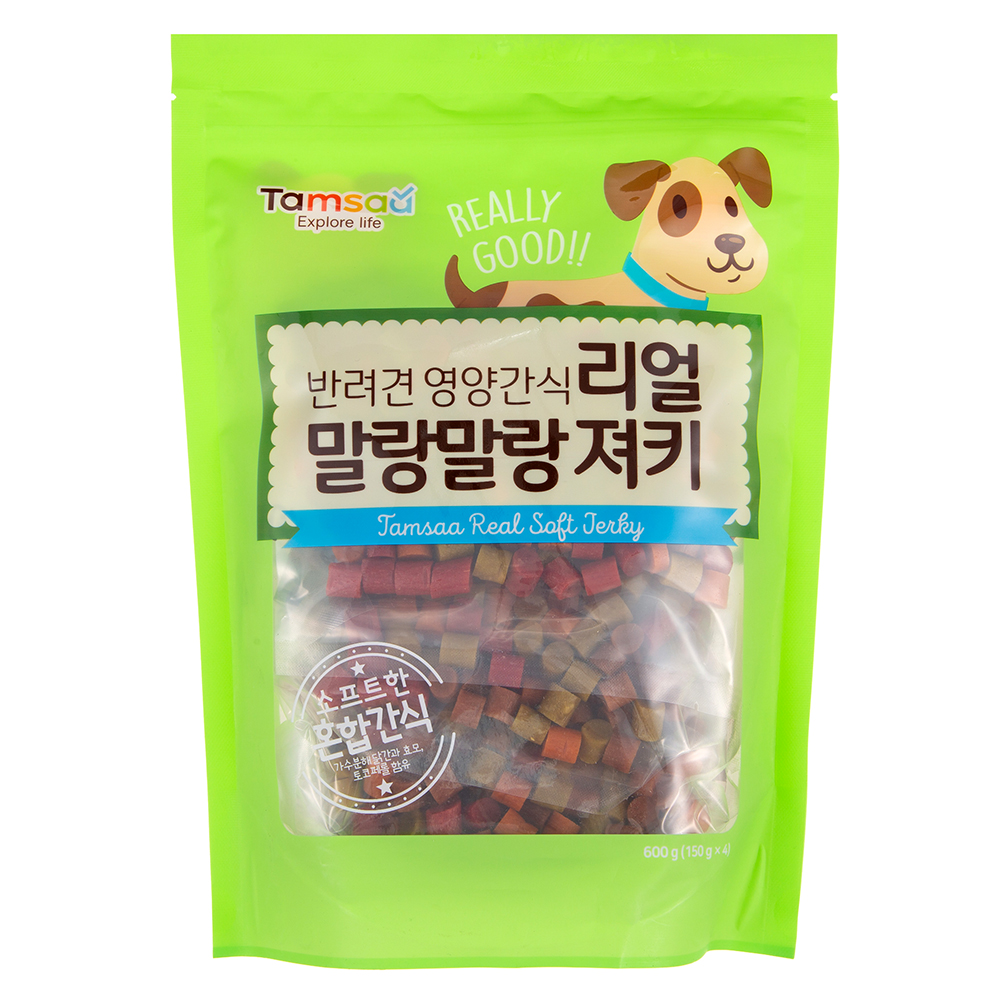 Tamsaa
Explore life
REALLY
GOOD!!
반려견 영양간식 리얼
말랑말랑 져키
Tamsaa Real Soft Jerky
소프트한
혼합간식
가수분해 닭간과 효모,
토코페롤 함유
600 g (150 g × 4)